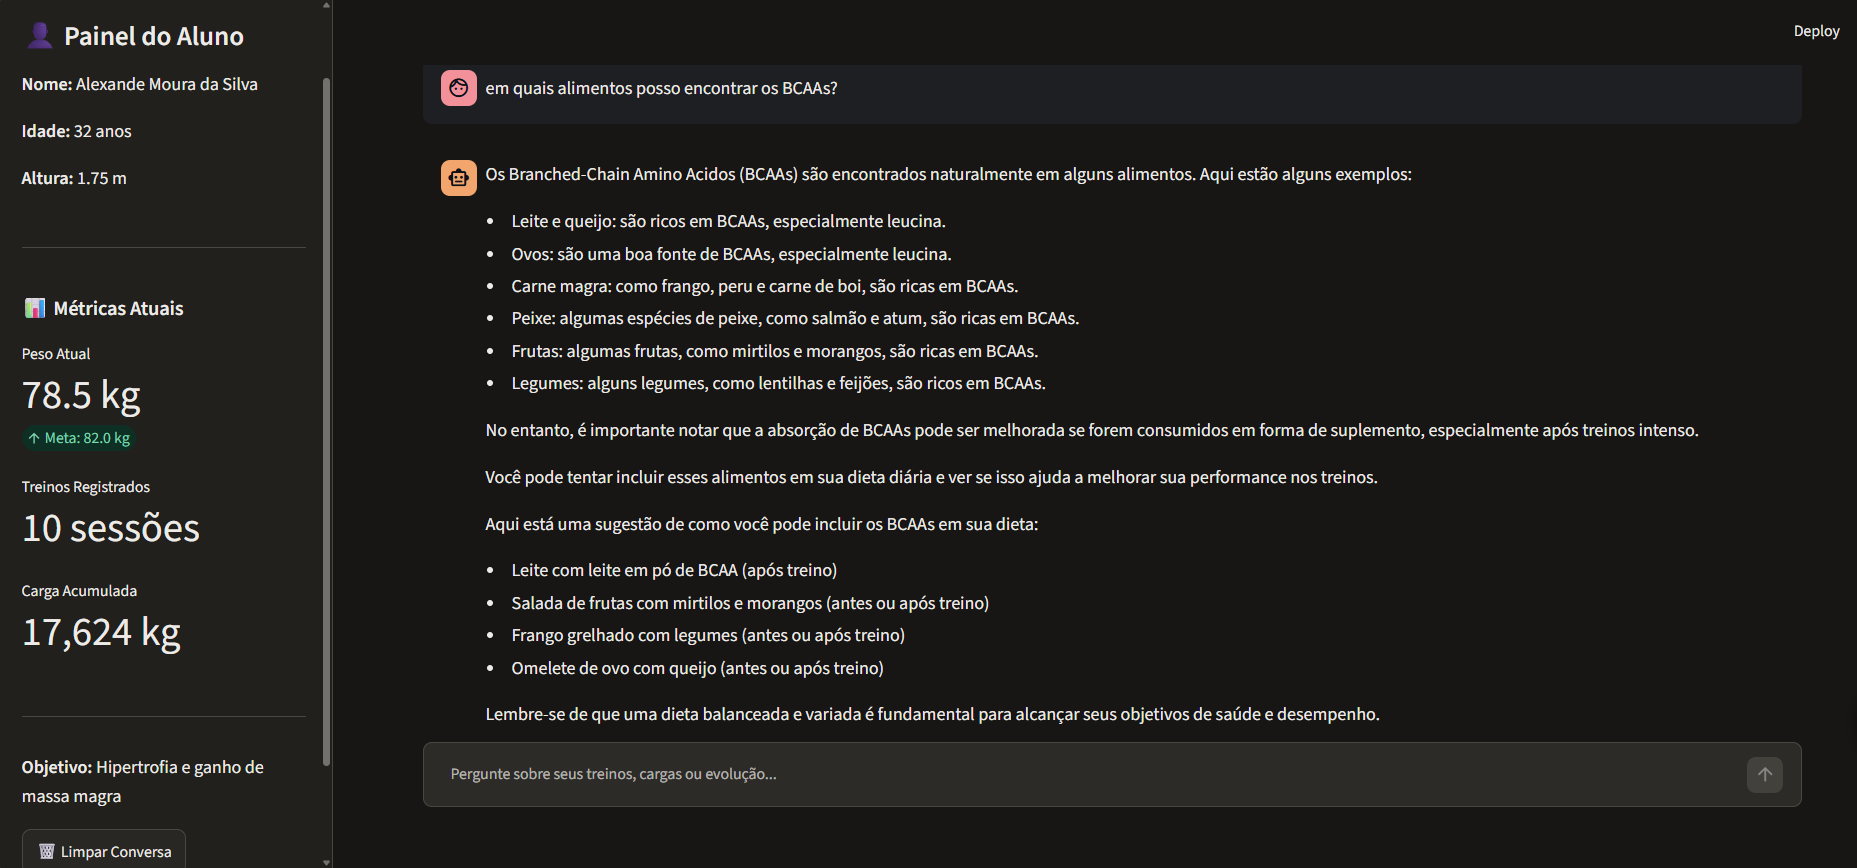 Painel do Aluno
Nome: Alexande Moura da Silva
Idade: 32 anos
Altura: 1.75 m
Métricas Atuais
Peso Atual
78.5 kg
↑ Meta: 82.0 kg
Treinos Registrados
10 sessões
Carga Acumulada
17,624 kg
Objetivo: Hipertrofia e ganho de
massa magra
Limpar Conversa
Deploy
em quais alimentos posso encontrar os BCAAs?
Os Branched-Chain Amino Acidos (BCAAs) são encontrados naturalmente em alguns alimentos. Aqui estão alguns exemplos:
• Leite e queijo: são ricos em BCAAs, especialmente leucina.
• Ovos: são uma boa fonte de BCAAs, especialmente leucina.
• Carne magra: como frango, peru e carne de boi, são ricas em BCAAs.
• Peixe: algumas espécies de peixe, como salmão e atum, são ricas em BCAAs.
• Frutas: algumas frutas, como mirtilos e morangos, são ricas em BCAAs.
• Legumes: alguns legumes, como lentilhas e feijões, são ricos em BCAAs.
No entanto, é importante notar que a absorção de BCAAs pode ser melhorada se forem consumidos em forma de suplemento, especialmente após treinos intenso.
Você pode tentar incluir esses alimentos em sua dieta diária e ver se isso ajuda a melhorar sua performance nos treinos.
Aqui está uma sugestão de como você pode incluir os BCAAs em sua dieta:
• Leite com leite em pó de BCAA (após treino)
• Salada de frutas com mirtilos e morangos (antes ou após treino)
• Frango grelhado com legumes (antes ou após treino)
• Omelete de ovo com queijo (antes ou após treino)
Lembre-se de que uma dieta balanceada e variada é fundamental para alcançar seus objetivos de saúde e desempenho.
Pergunte sobre seus treinos, cargas ou evolução...